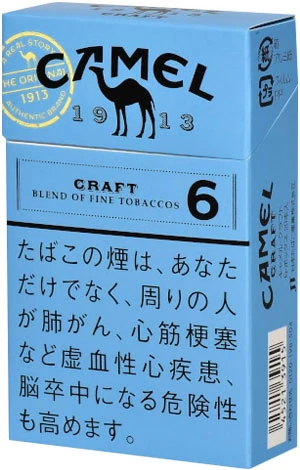 A REAL STORY
THE ORIGINAL
1913
AUTHENTIC BRAND
CAMEL
1913
CRAFT
BLEND OF FINE TOBACCOS
6
たばこの煙は、あなた
だけでなく、周りの人
が肺がん、心筋梗塞
など虚血性心疾患、
脳卒中になる危険性
も高めます。
CAMEL
CRAFT